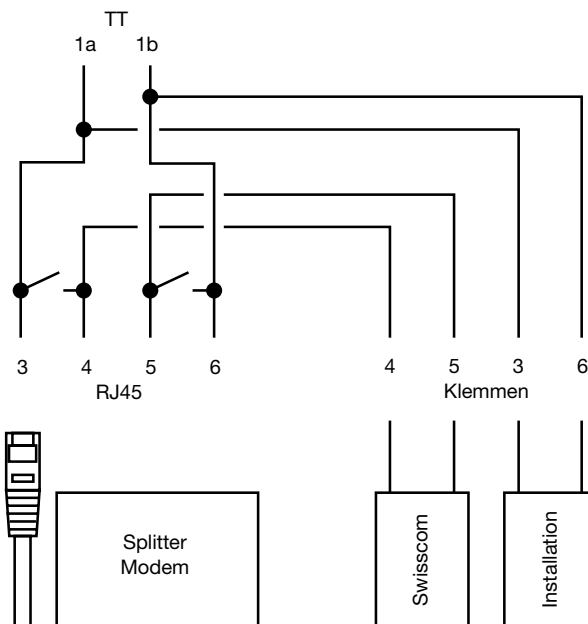 TT
1a 1b
3 4 5 6 4 5 3 6
RJ45 Klemmen
Splitter
Modem
Swisscom
Installation